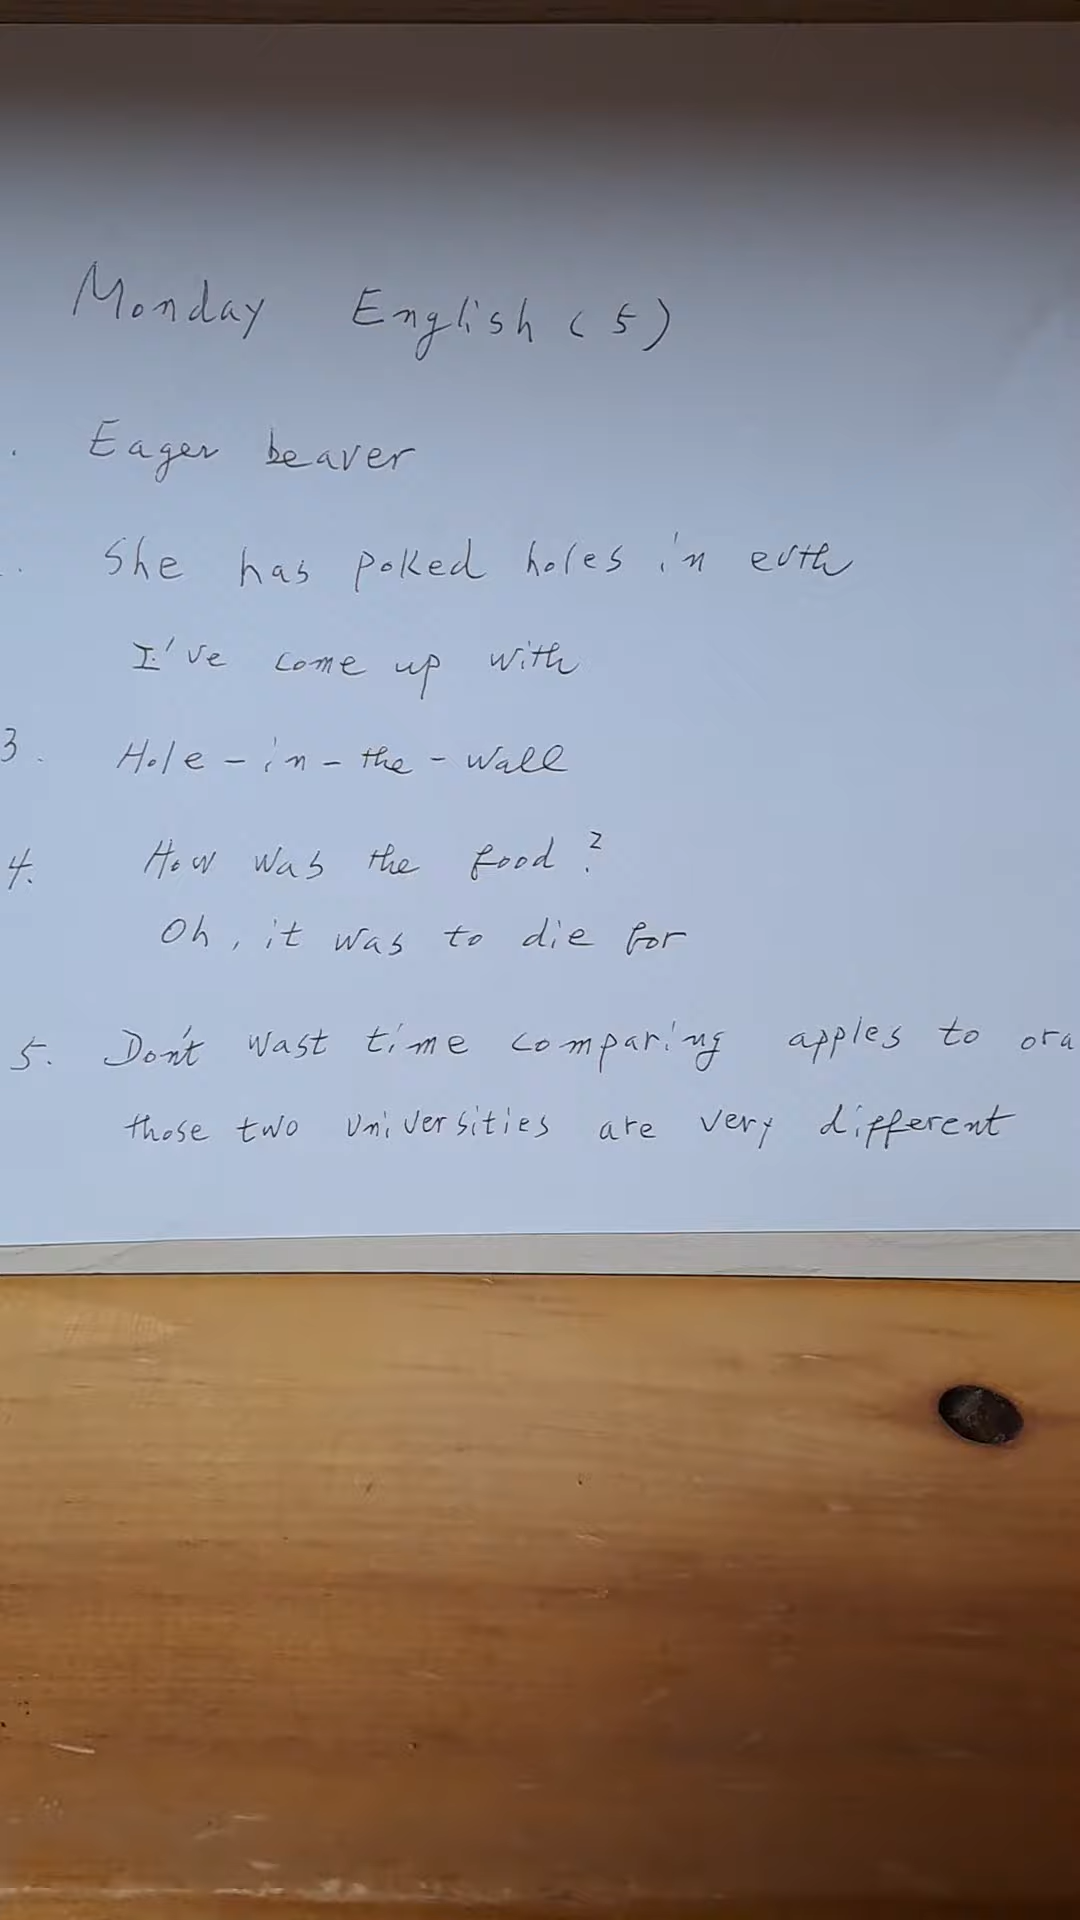 Monday English (5)
. Eager beaver
. She has poked holes in evth
I've come up with
3. Hole-in-the-wall
4. How was the food?
Oh, it was to die for
5. Don't wast time comparing apples to ora
those two universities are very different